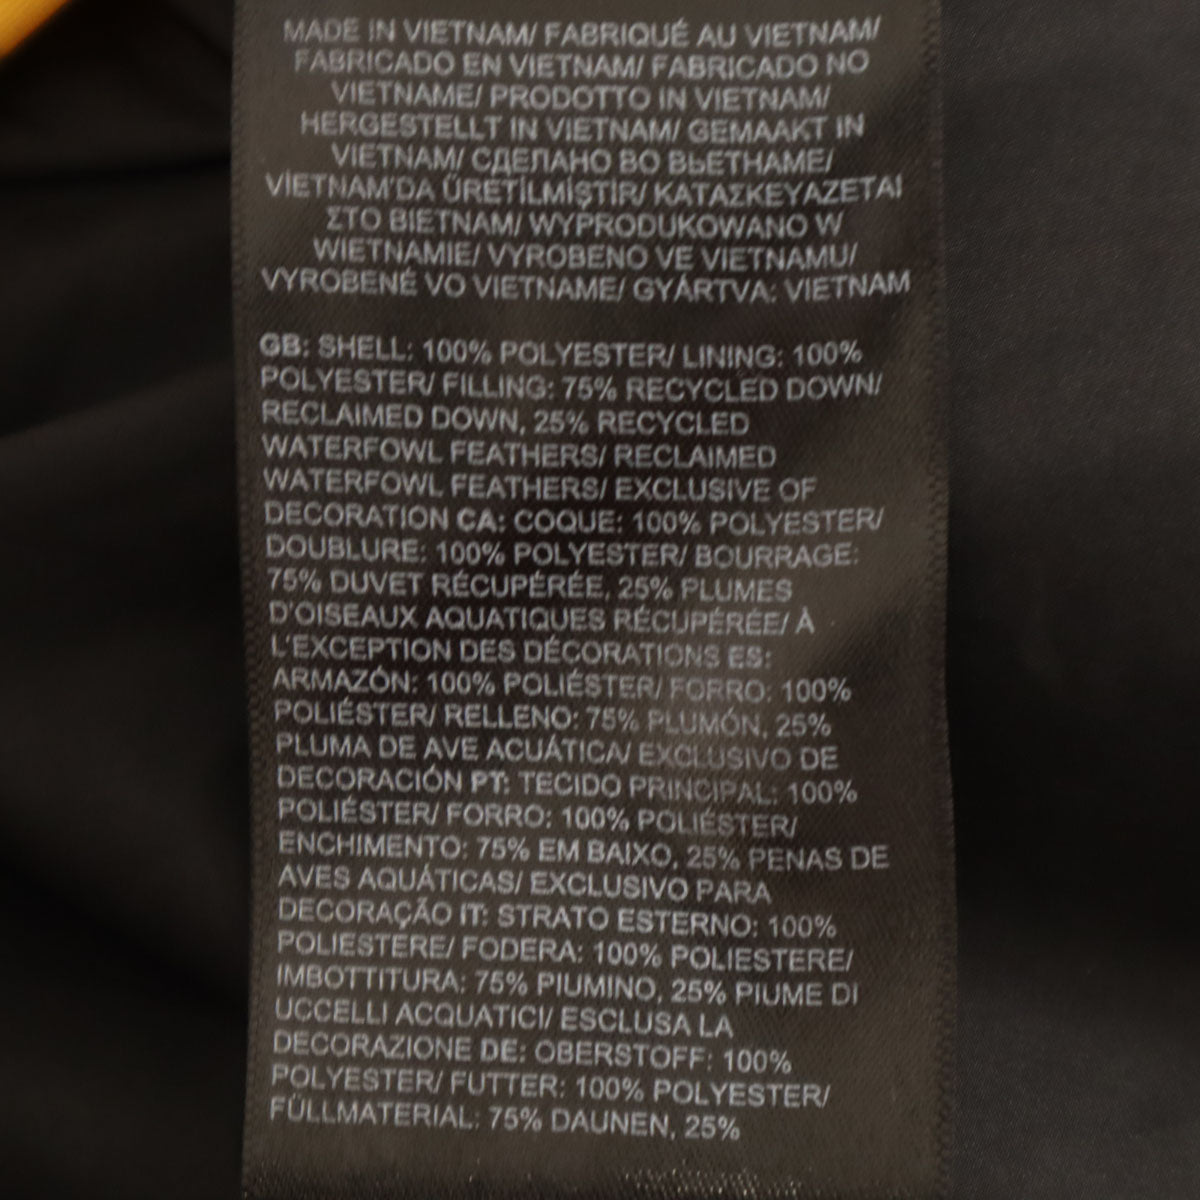 MADE IN VIETNAM/ FABRIQUÉ AU VIETNAM/
FABRICADO EN VIETNAM/ FABRICADO NO
VIETNAME/ PRODOTTO IN VIETNAM/
HERGESTELLT IN VIETNAM/ GEMAAKT IN
VIETNAM/ СДЕЛАНО ВО ВЬЕТНАМЕ/
VİETNAM'DA ÜRETİLMİŞTİR/ ΚΑΤΑΣΚΕΥΑΖΕΤΑΙ
ΣΤΟ ΒΙΕΤΝΑΜ/ WYPRODUKOWANO W
WIETNAMIE/ VYROBENO VE VIETNAMU/
VYROBENÉ VO VIETNAME/ GYÁRTVA: VIETNAM
GB: SHELL: 100% POLYESTER/ LINING: 100%
POLYESTER/ FILLING: 75% RECYCLED DOWN/
RECLAIMED DOWN, 25% RECYCLED
WATERFOWL FEATHERS/ RECLAIMED
WATERFOWL FEATHERS/ EXCLUSIVE OF
DECORATION CA: COQUE: 100% POLYESTER/
DOUBLURE: 100% POLYESTER/ BOURRAGE:
75% DUVET RÉCUPÉRÉE, 25% PLUMES
D'OISEAUX AQUATIQUES RÉCUPÉRÉE/ À
L'EXCEPTION DES DÉCORATIONS ES:
ARMAZÓN: 100% POLIÉSTER/ FORRO: 100%
POLIÉSTER/ RELLENO: 75% PLUMÓN, 25%
PLUMA DE AVE ACUÁTICA/ EXCLUSIVO DE
DECORACIÓN PT: TECIDO PRINCIPAL: 100%
POLIÉSTER/ FORRO: 100% POLIÉSTER/
ENCHIMENTO: 75% EM BAIXO, 25% PENAS DE
AVES AQUÁTICAS/ EXCLUSIVO PARA
DECORAÇÃO IT: STRATO ESTERNO: 100%
POLIESTERE/ FODERA: 100% POLIESTERE/
IMBOTTITURA: 75% PIUMINO, 25% PIUME DI
UCCELLI ACQUATICI/ ESCLUSA LA
DECORAZIONE DE: OBERSTOFF: 100%
POLYESTER/ FUTTER: 100% POLYESTER/
FÜLLMATERIAL: 75% DAUNEN, 25%